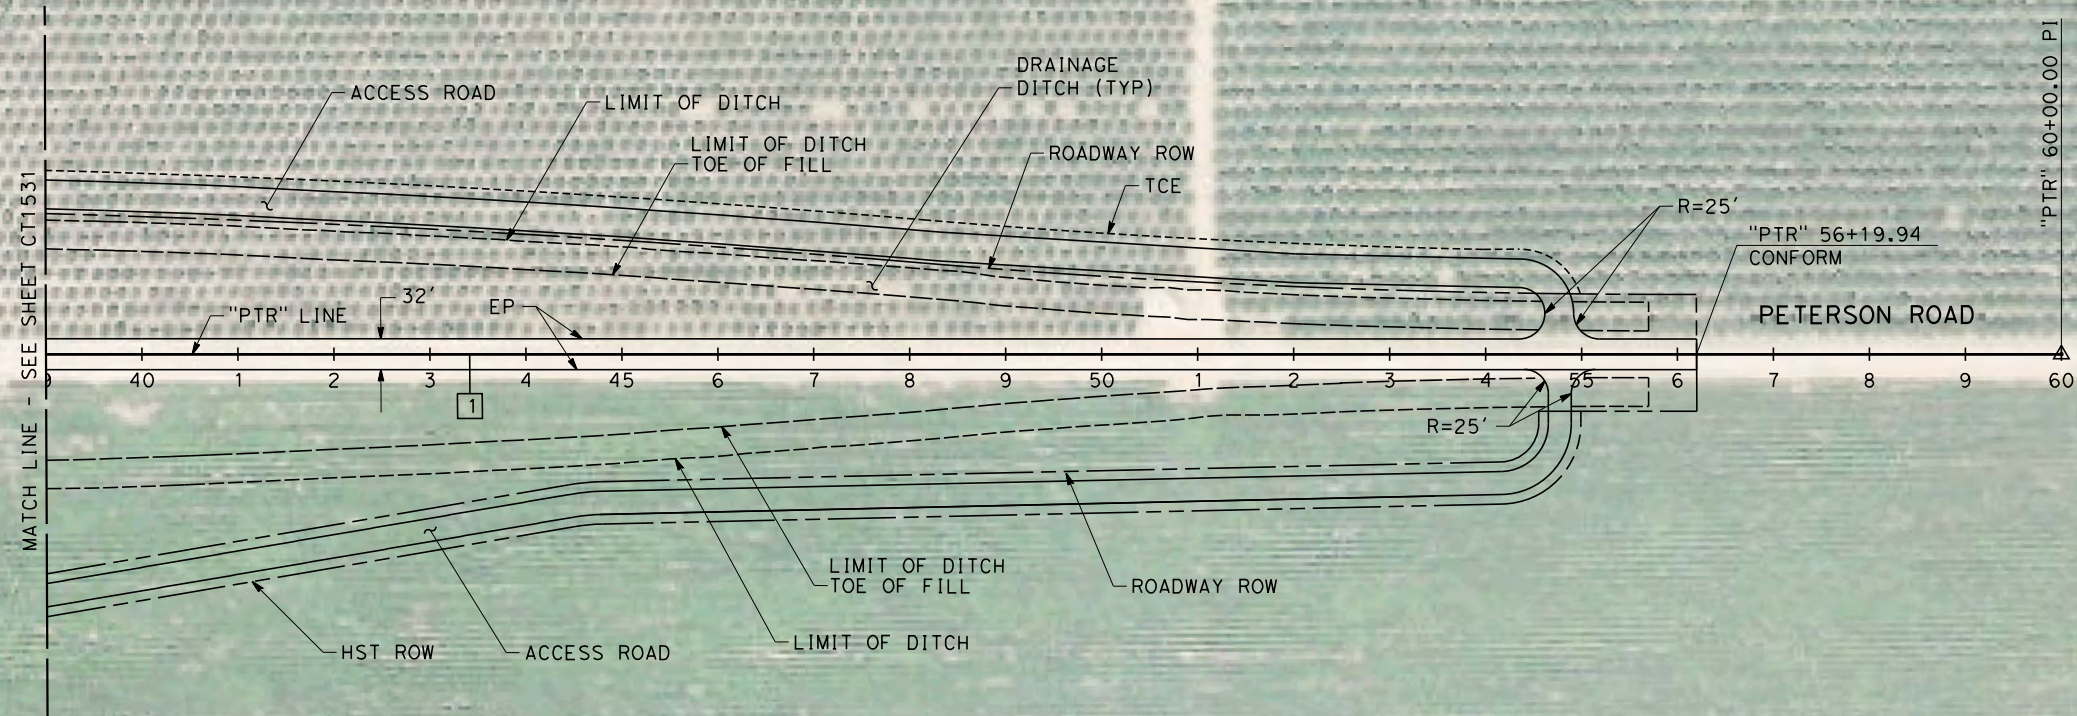 ACCESS ROAD
LIMIT OF DITCH
LIMIT OF DITCH
TOE OF FILL
DRAINAGE
DITCH (TYP)
ROADWAY ROW
TCE
R=25'
"PTR" 56+19.94
CONFORM
"PTR" 60+00.00 PI
MATCH LINE - SEE SHEET CT1531
"PTR" LINE
32'
EP
PETERSON ROAD
9 40 1 2 3 4 45 6 7 8 9 50 1 2 3 4 55 6 7 8 9 60
1
R=25'
LIMIT OF DITCH
TOE OF FILL
ROADWAY ROW
LIMIT OF DITCH
HST ROW
ACCESS ROAD